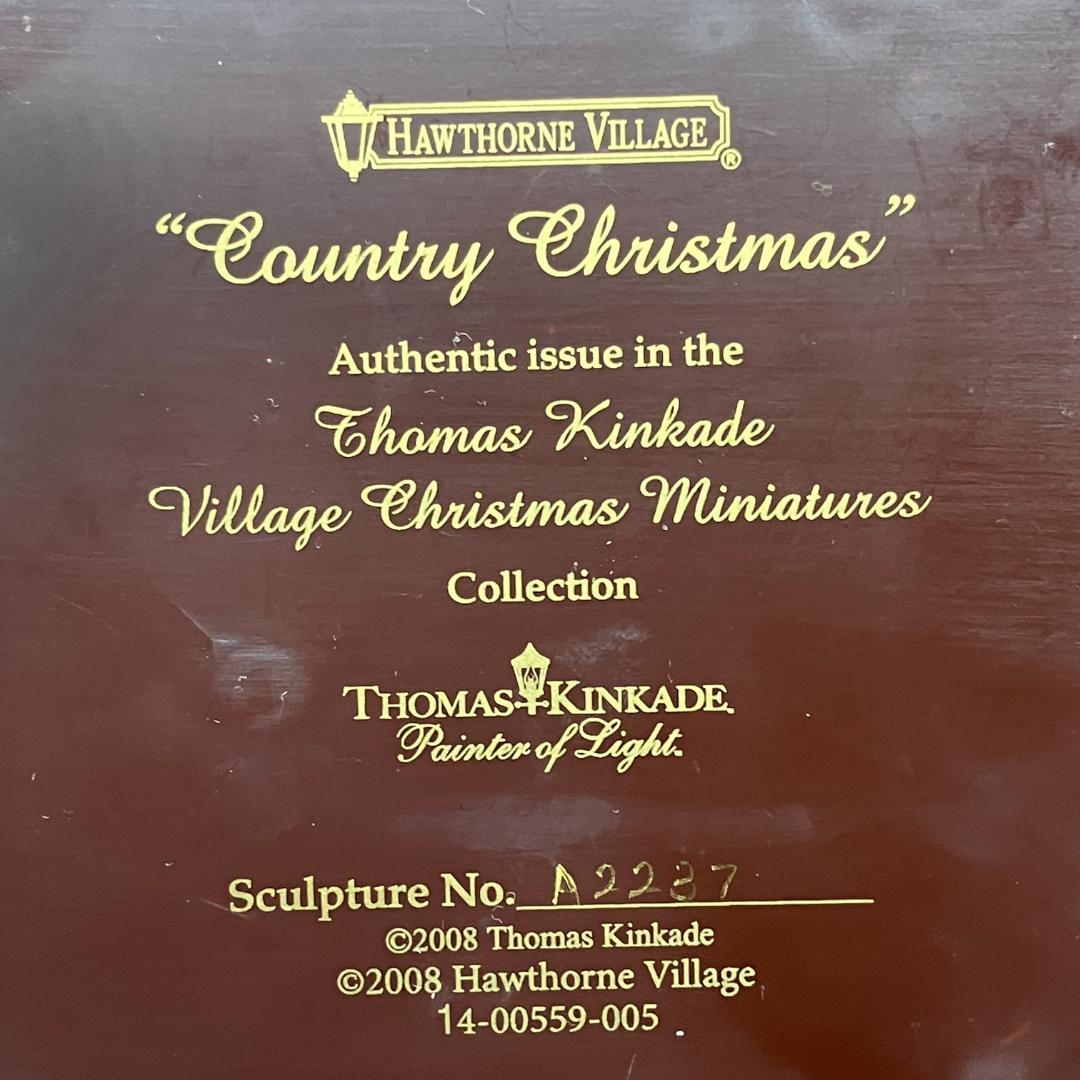 HAWTHORNE VILLAGE ®
“Country Christmas”
Authentic issue in the
Thomas Kinkade
Village Christmas Miniatures
Collection
THOMAS KINKADE
Painter of Light
Sculpture No. A2237
©2008 Thomas Kinkade
©2008 Hawthorne Village
14-00559-005